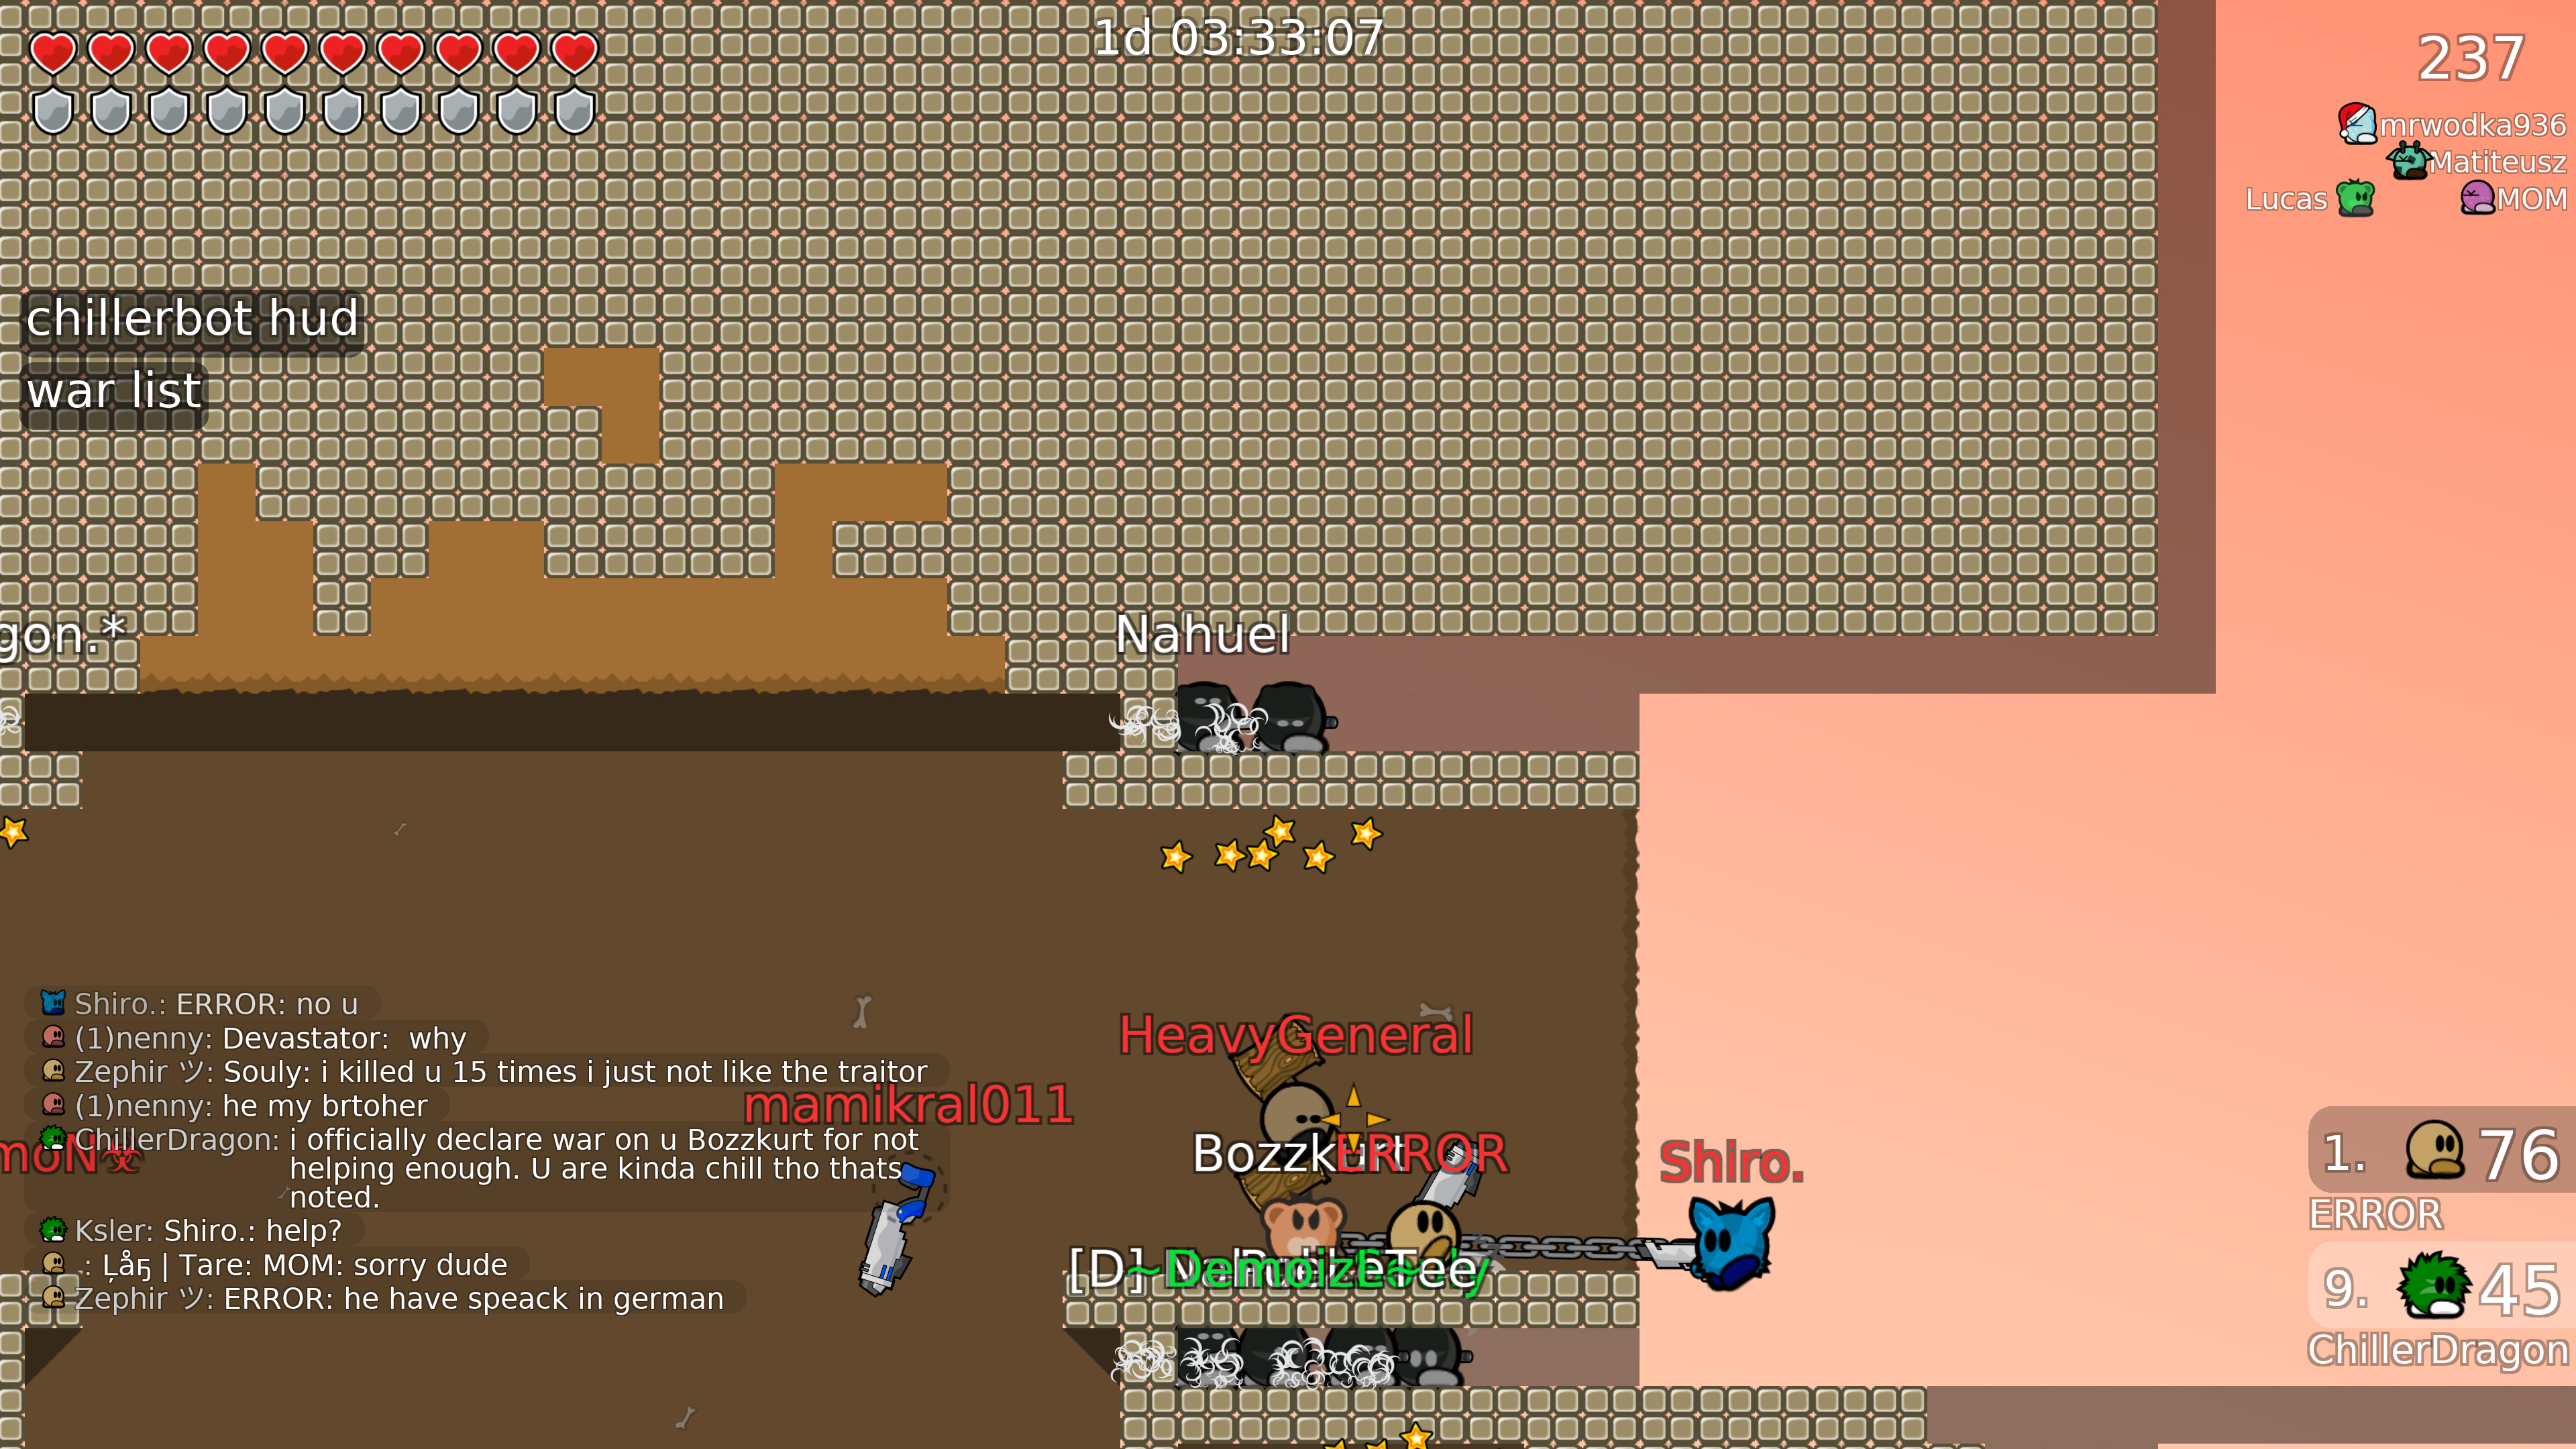 1d 03:33:07
237
mrwodka936
Matiteusz
Lucas MOM
chillerbot hud
war list
gon.*
Nahuel
HeavyGeneral
mamikral011
Bozzkurt
ERROR
Shiro.
Shiro.: ERROR: no u
(1)nenny: Devastator:  why
Zephir ツ: Souly: i killed u 15 times i just not like the traitor
(1)nenny: he my brtoher
ChillerDragon: i officially declare war on u Bozzkurt for not
helping enough. U are kinda chill tho thats
noted.
Ksler: Shiro.: help?
: Ļåҕ | Tare: MOM: sorry dude
Zephir ツ: ERROR: he have speack in german
moN☣
[D]
1. 76
ERROR
9. 45
ChillerDragon